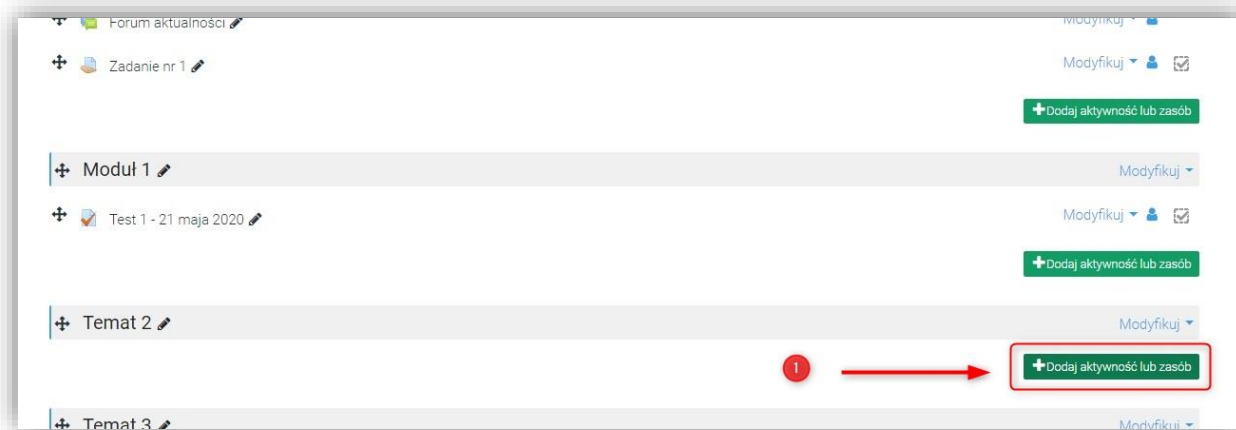 Forum aktualności
Modyfikuj
Zadanie nr 1
Modyfikuj
Dodaj aktywność lub zasób
Moduł 1
Modyfikuj
Test 1 - 21 maja 2020
Modyfikuj
Dodaj aktywność lub zasób
Temat 2
Modyfikuj
1
Dodaj aktywność lub zasób
Temat 3
Modyfikuj